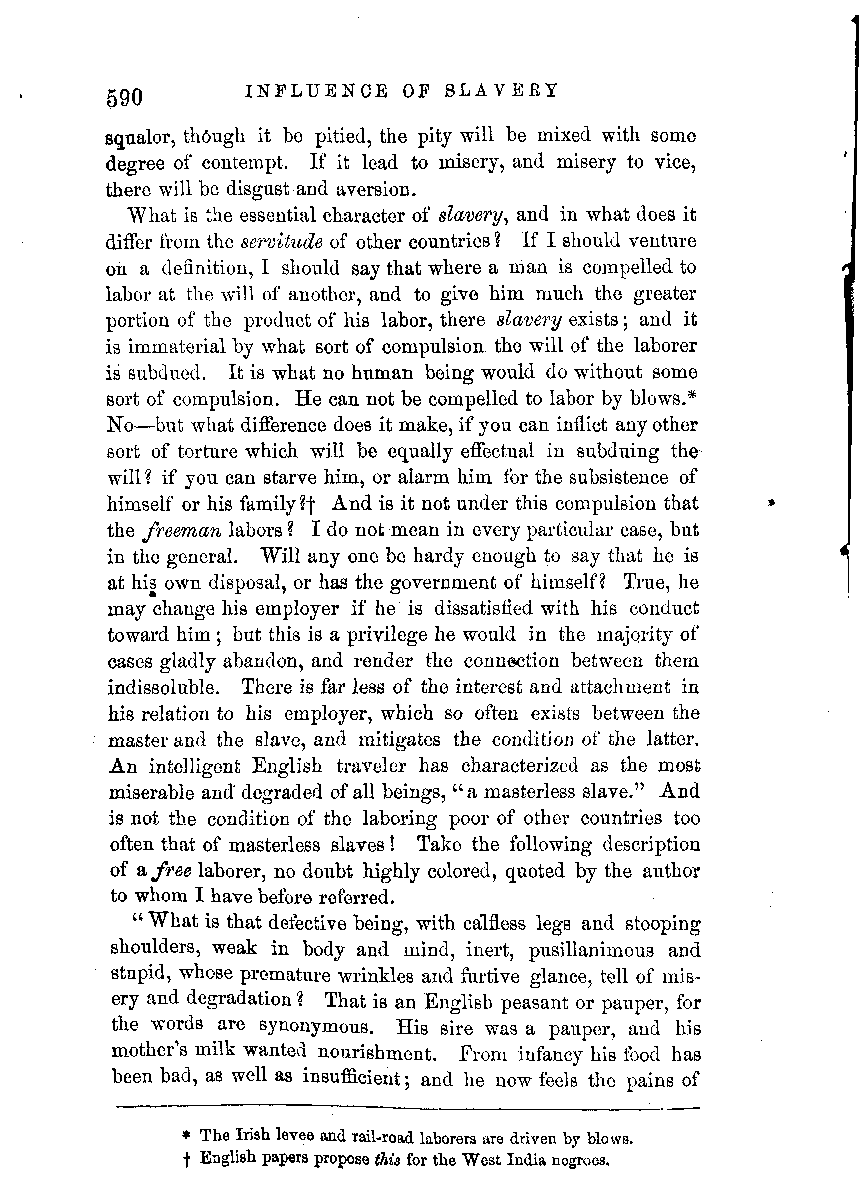 590 INFLUENCE OF SLAVERY
squalor, though it be pitied, the pity will be mixed with some
degree of contempt. If it lead to misery, and misery to vice,
there will be disgust and aversion.
What is the essential character of slavery, and in what does it
differ from the servitude of other countries? If I should venture
on a definition, I should say that where a man is compelled to
labor at the will of another, and to give him much the greater
portion of the product of his labor, there slavery exists; and it
is immaterial by what sort of compulsion the will of the laborer
is subdued. It is what no human being would do without some
sort of compulsion. He can not be compelled to labor by blows.*
No—but what difference does it make, if you can inflict any other
sort of torture which will be equally effectual in subduing the
will? if you can starve him, or alarm him for the subsistence of
himself or his family?† And is it not under this compulsion that
the freeman labors? I do not mean in every particular case, but
in the general. Will any one be hardy enough to say that he is
at his own disposal, or has the government of himself? True, he
may change his employer if he is dissatisfied with his conduct
toward him; but this is a privilege he would in the majority of
cases gladly abandon, and render the connection between them
indissoluble. There is far less of the interest and attachment in
his relation to his employer, which so often exists between the
master and the slave, and mitigates the condition of the latter.
An intelligent English traveler has characterized as the most
miserable and degraded of all beings, "a masterless slave." And
is not the condition of the laboring poor of other countries too
often that of masterless slaves! Take the following description
of a free laborer, no doubt highly colored, quoted by the author
to whom I have before referred.
"What is that defective being, with calfless legs and stooping
shoulders, weak in body and mind, inert, pusillanimous and
stupid, whose premature wrinkles and furtive glance, tell of mis-
ery and degradation? That is an English peasant or pauper, for
the words are synonymous. His sire was a pauper, and his
mother's milk wanted nourishment. From infancy his food has
been bad, as well as insufficient; and he now feels the pains of
* The Irish levee and rail-road laborers are driven by blows.
† English papers propose this for the West India negroes.